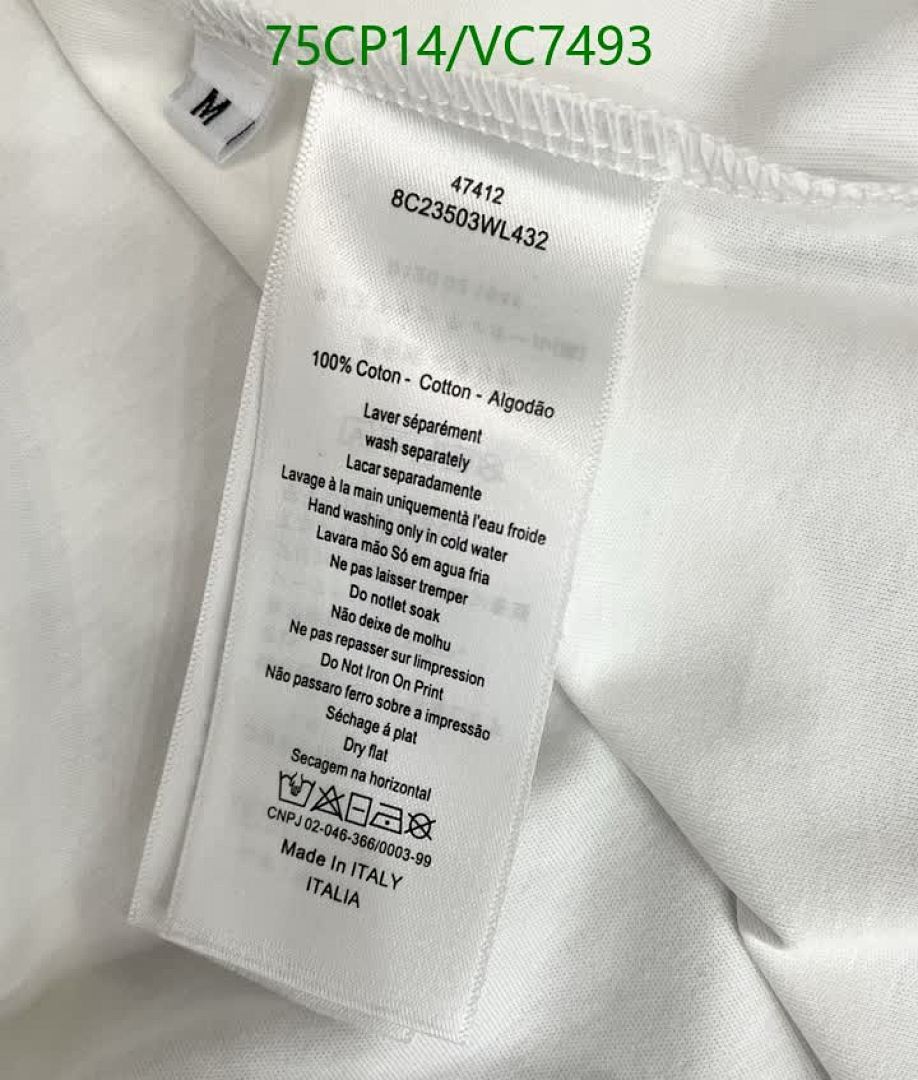 75CP14/VC7493
M
47412
8C23503WL432
100% Coton - Cotton - Algodão
Laver séparément
wash separately
Lacar separadamente
Lavage à la main uniquementà l'eau froide
Hand washing only in cold water
Lavara mão Só em agua fria
Ne pas laisser tremper
Do notlet soak
Não deixe de molhu
Ne pas repasser sur limpression
Do Not Iron On Print
Não passaro ferro sobre a impressão
Séchage á plat
Dry flat
Secagem na horizontal
CNPJ 02-046-366/0003-99
Made In ITALY
ITALIA